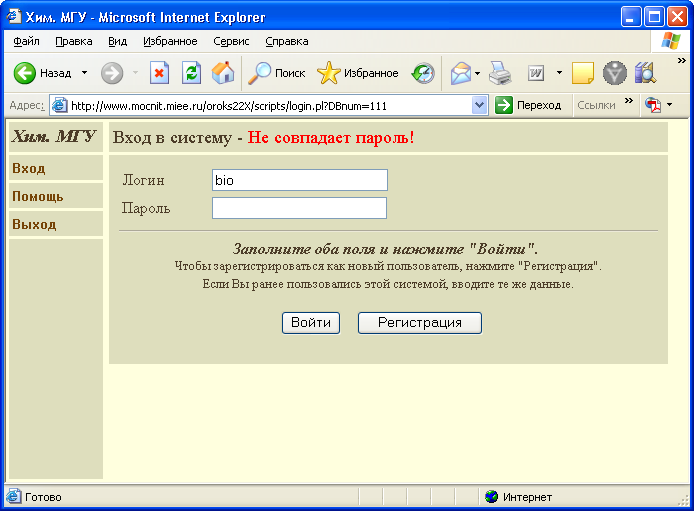 Хим. МГУ - Microsoft Internet Explorer
Файл Правка Вид Избранное Сервис Справка
Назад Поиск Избранное W »
Адрес: http://www.mocnit.miee.ru/oroks22X/scripts/login.pl?DBnum=111 Переход Ссылки »
Хим. МГУ
Вход
Помощь
Выход
Вход в систему - Не совпадает пароль!
Логин bio
Пароль
Заполните оба поля и нажмите "Войти".
Чтобы зарегистрироваться как новый пользователь, нажмите "Регистрация".
Если Вы ранее пользовались этой системой, вводите те же данные.
Войти Регистрация
Готово Интернет